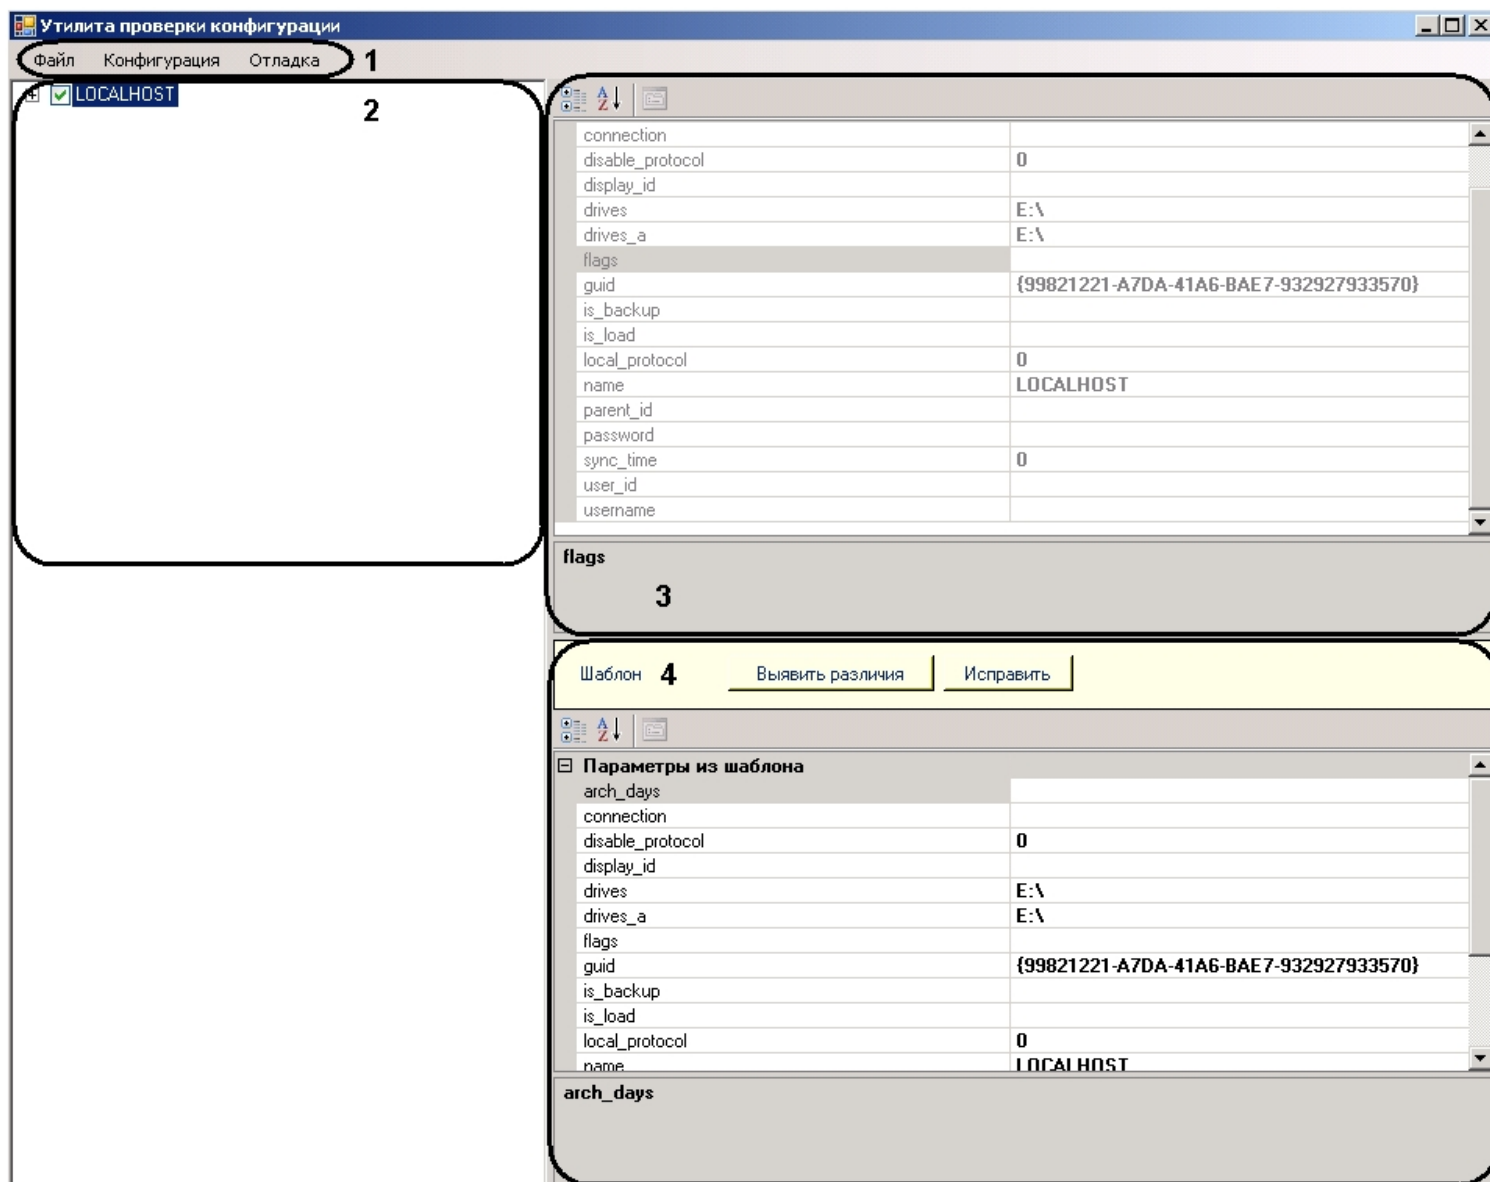 Утилита проверки конфигурации
Файл Конфигурация Отладка 1
LOCALHOST
2
connection
disable_protocol 0
display_id
drives E:\
drives_a E:\
flags
guid {99821221-A7DA-41A6-BAE7-932927933570}
is_backup
is_load
local_protocol 0
name LOCALHOST
parent_id
password
sync_time 0
user_id
username
flags
3
Шаблон 4 Выявить различия Исправить
Параметры из шаблона
arch_days
connection
disable_protocol 0
display_id
drives E:\
drives_a E:\
flags
guid {99821221-A7DA-41A6-BAE7-932927933570}
is_backup
is_load
local_protocol 0
name LOCALHOST
arch_days